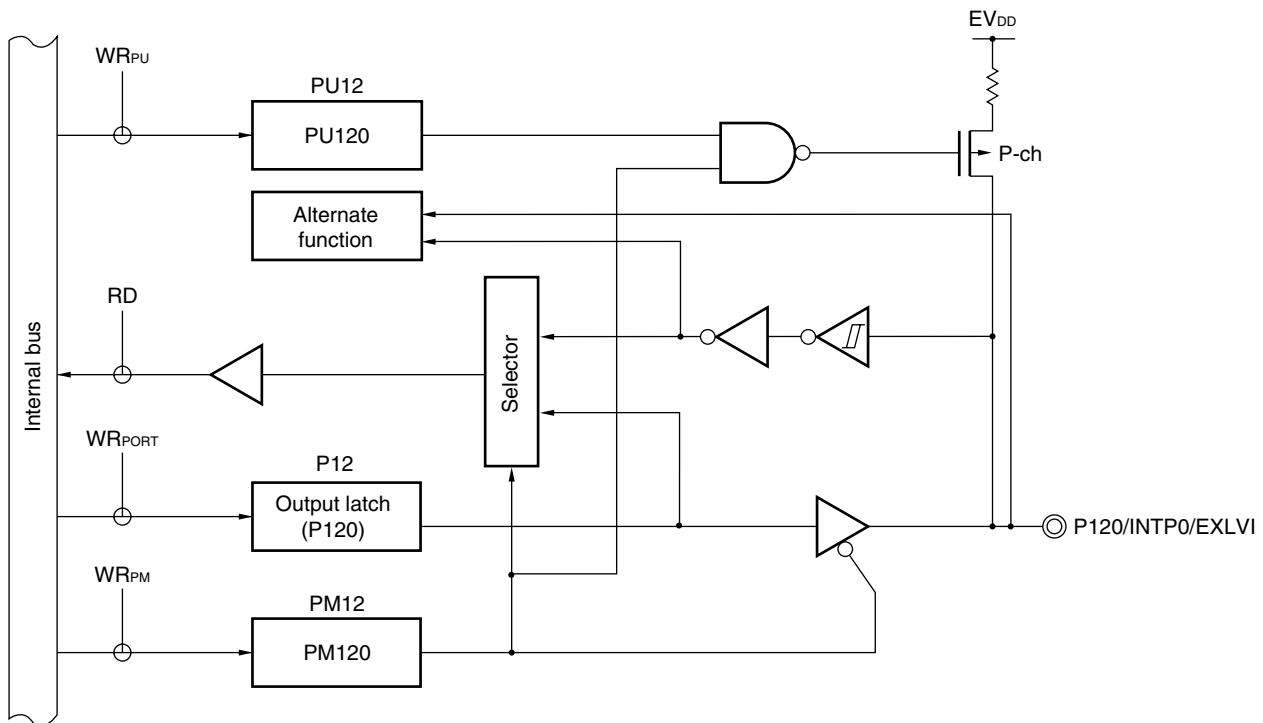 EVDD
WRPU
PU12
PU120
P-ch
Alternate
function
RD
Selector
Internal bus
WRPORT
P12
Output latch
(P120)
P120/INTP0/EXLVI
WRPM
PM12
PM120